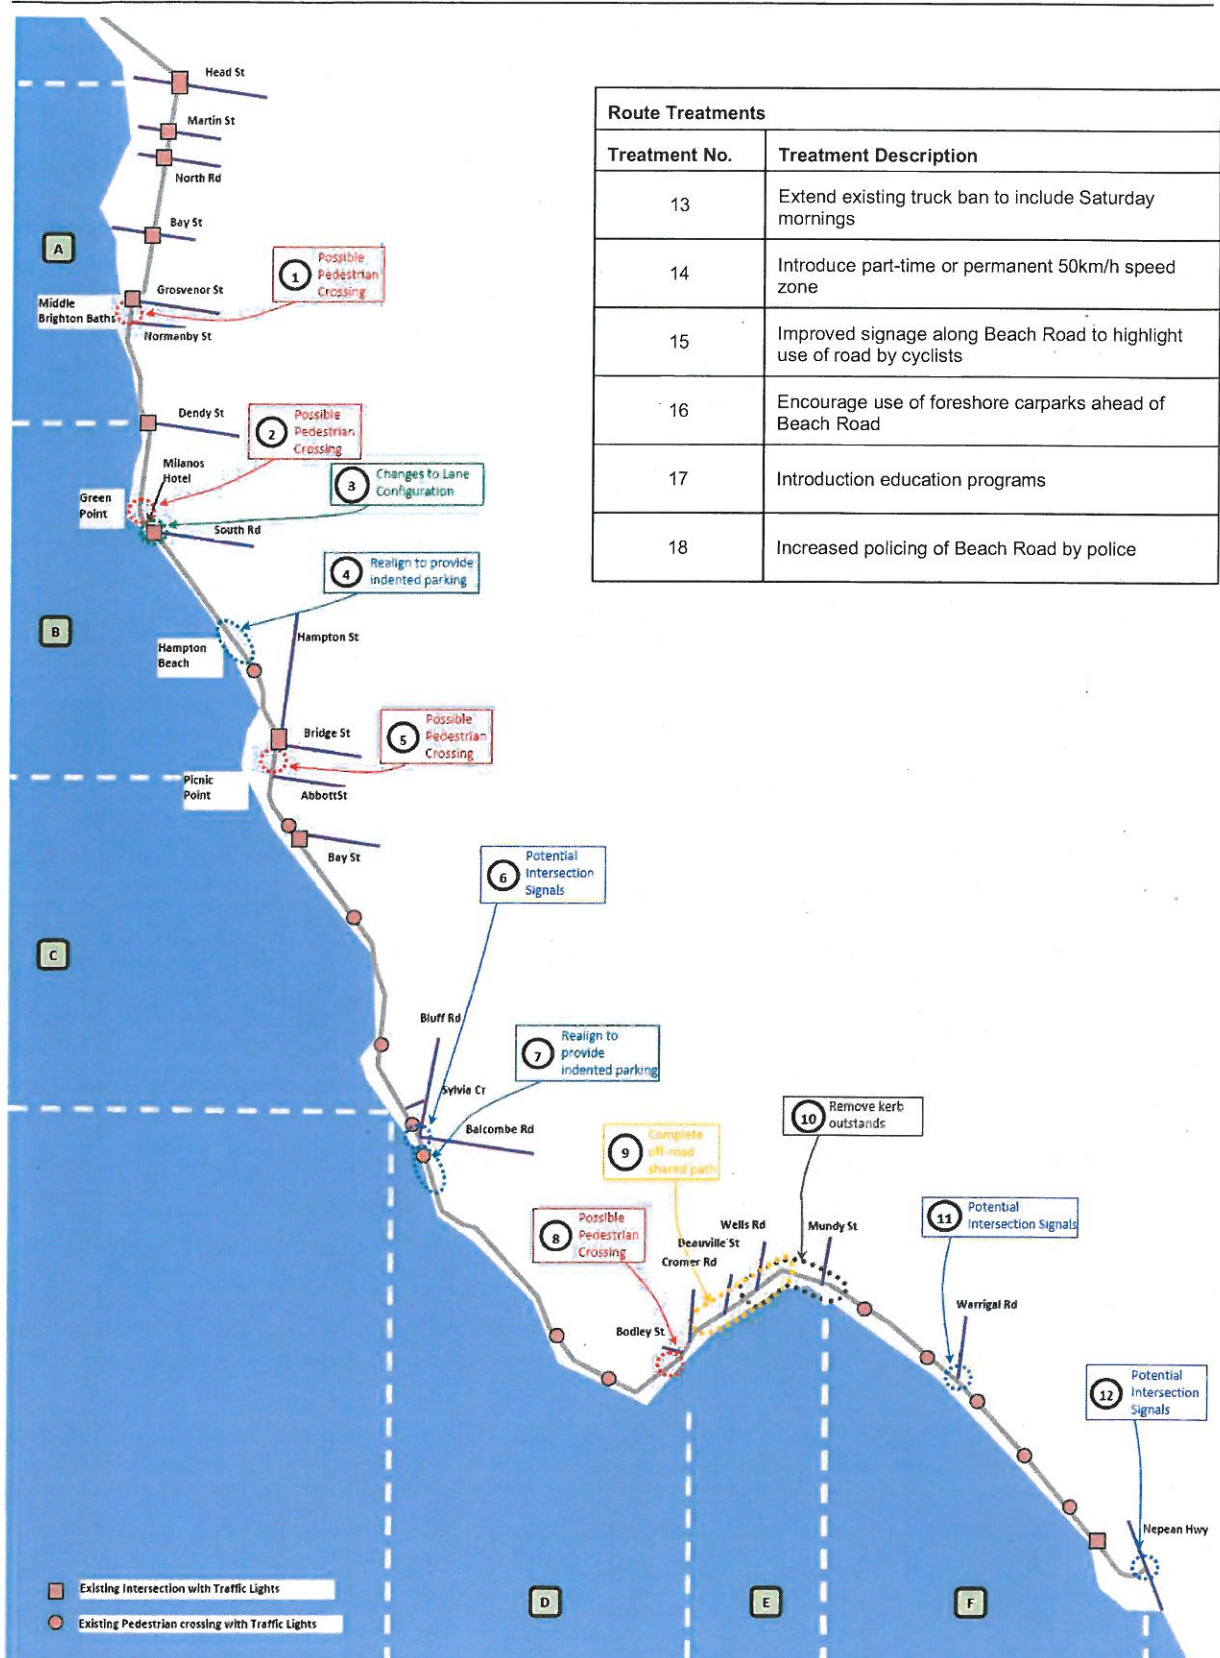 Head St
Martin St
North Rd
Bay St
A
Grosvenor St
Middle
Brighton Baths
Normanby St
1
Possible
Pedestrian
Crossing
Dendy St
2
Possible
Pedestrian
Crossing
Milanos
Hotel
3
Changes to Lane
Configuration
Green
Point
South Rd
4
Realign to provide
indented parking
B
Hampton St
Hampton
Beach
5
Possible
Pedestrian
Crossing
Bridge St
Picnic
Point
AbbottSt
Bay St
6
Potential
Intersection
Signals
C
Bluff Rd
7
Realign to
provide
indented parking
Sylvia Cr
Balcombe Rd
9
Complete
off-road
shared path
10
Remove kerb
outstands
8
Possible
Pedestrian
Crossing
Wells Rd
Deauville St
Cromer Rd
Mundy St
11
Potential
Intersection Signals
Bodley St
Warrigal Rd
12
Potential
Intersection
Signals
Nepean Hwy
D
E
F
Existing Intersection with Traffic Lights
Existing Pedestrian crossing with Traffic Lights
Route Treatments
Treatment No.
Treatment Description
13
Extend existing truck ban to include Saturday
mornings
14
Introduce part-time or permanent 50km/h speed
zone
15
Improved signage along Beach Road to highlight
use of road by cyclists
16
Encourage use of foreshore carparks ahead of
Beach Road
17
Introduction education programs
18
Increased policing of Beach Road by police